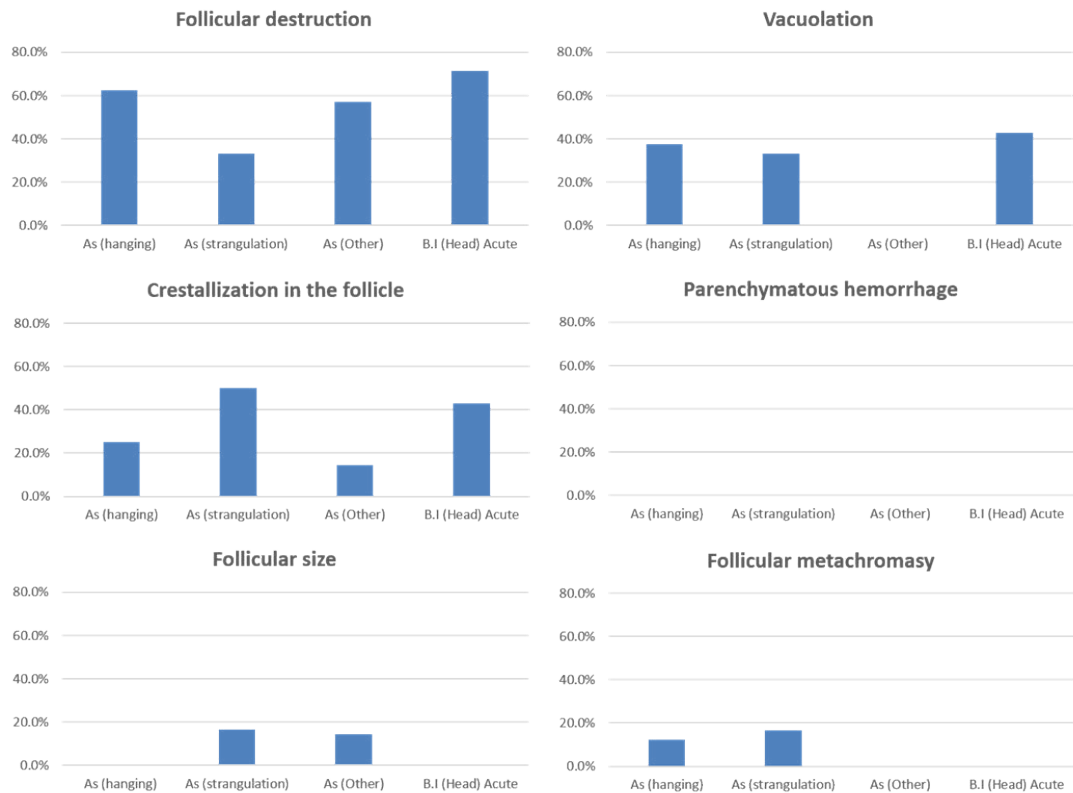 Follicular destruction
80.0%
60.0%
40.0%
20.0%
0.0%
As (hanging) As (strangulation) As (Other) B.I (Head) Acute
Vacuolation
80.0%
60.0%
40.0%
20.0%
0.0%
As (hanging) As (strangulation) As (Other) B.I (Head) Acute
Crestallization in the follicle
80.0%
60.0%
40.0%
20.0%
0.0%
As (hanging) As (strangulation) As (Other) B.I (Head) Acute
Parenchymatous hemorrhage
80.0%
60.0%
40.0%
20.0%
0.0%
As (hanging) As (strangulation) As (Other) B.I (Head) Acute
Follicular size
80.0%
60.0%
40.0%
20.0%
0.0%
As (hanging) As (strangulation) As (Other) B.I (Head) Acute
Follicular metachromasy
80.0%
60.0%
40.0%
20.0%
0.0%
As (hanging) As (strangulation) As (Other) B.I (Head) Acute